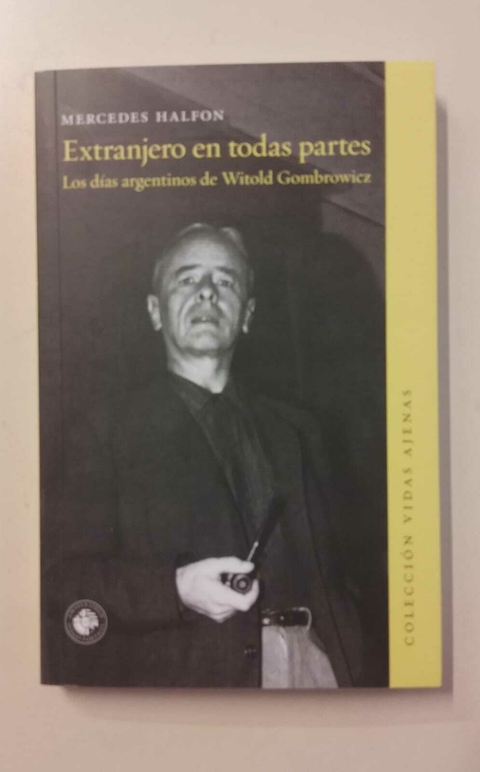 MERCEDES HALFON
Extranjero en todas partes
Los días argentinos de Witold Gombrowicz
COLECCIÓN VIDAS AJENAS